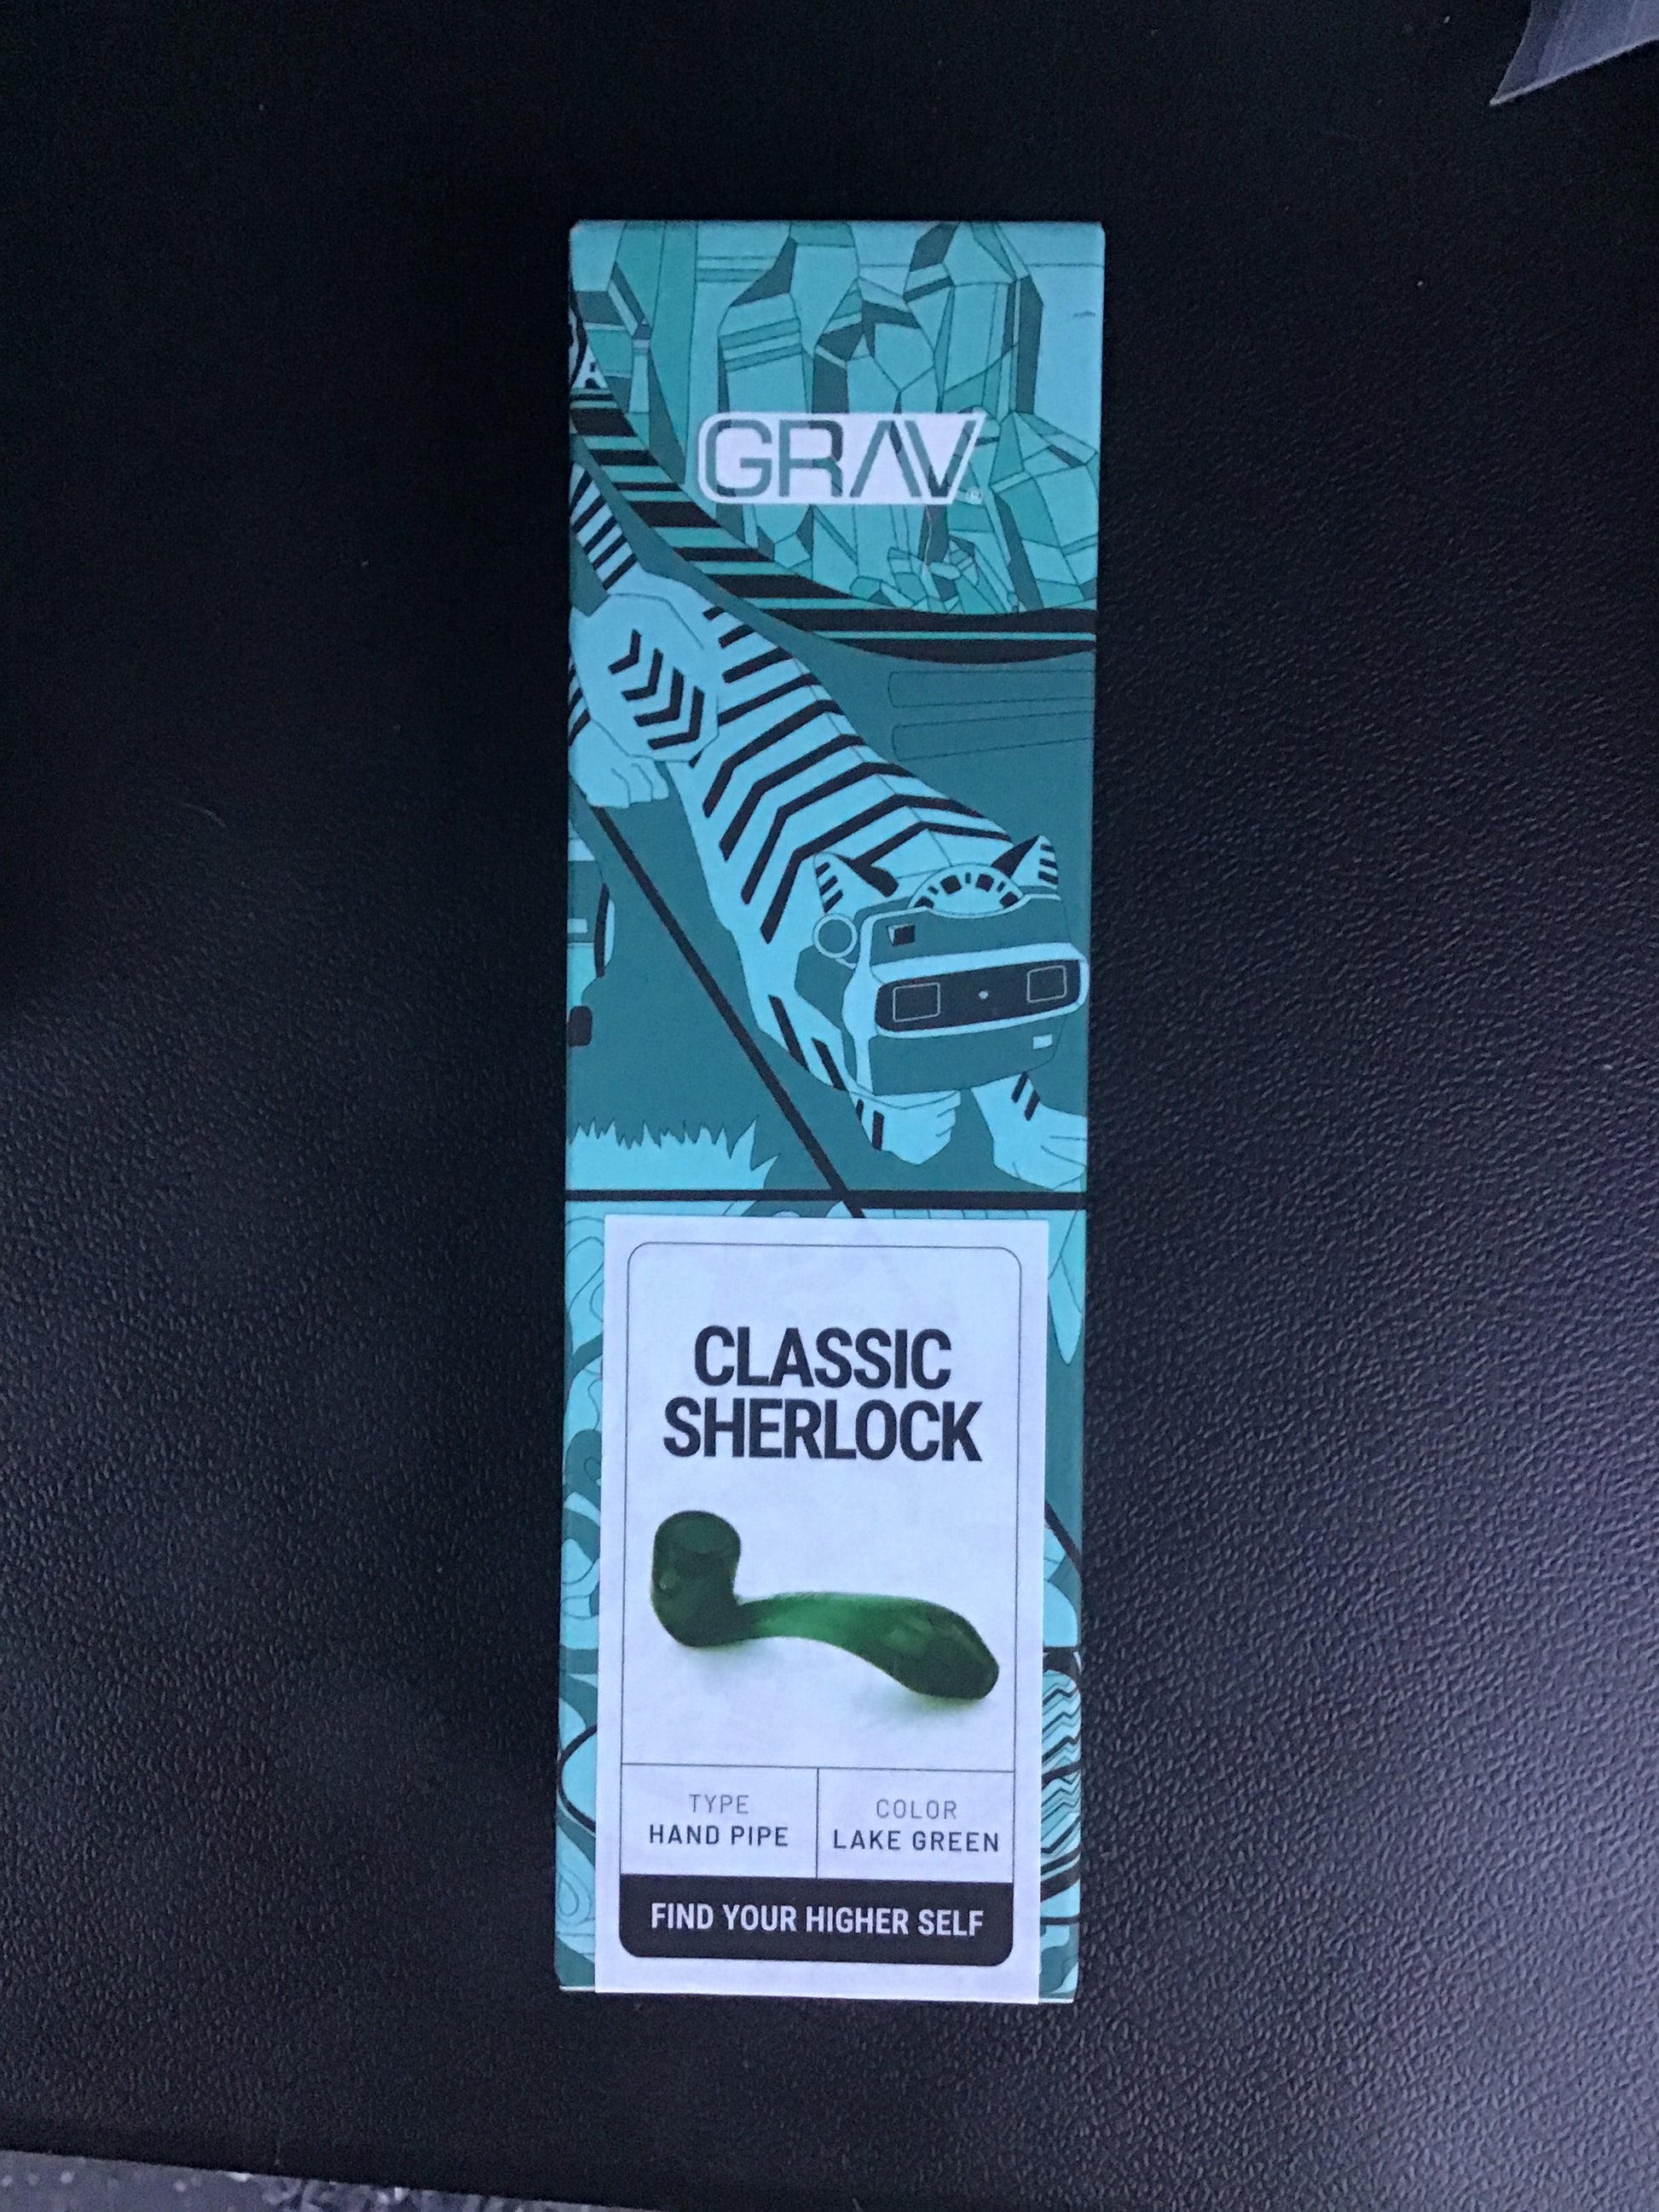 GRAV®
CLASSIC
SHERLOCK
TYPE
HAND PIPE
COLOR
LAKE GREEN
FIND YOUR HIGHER SELF